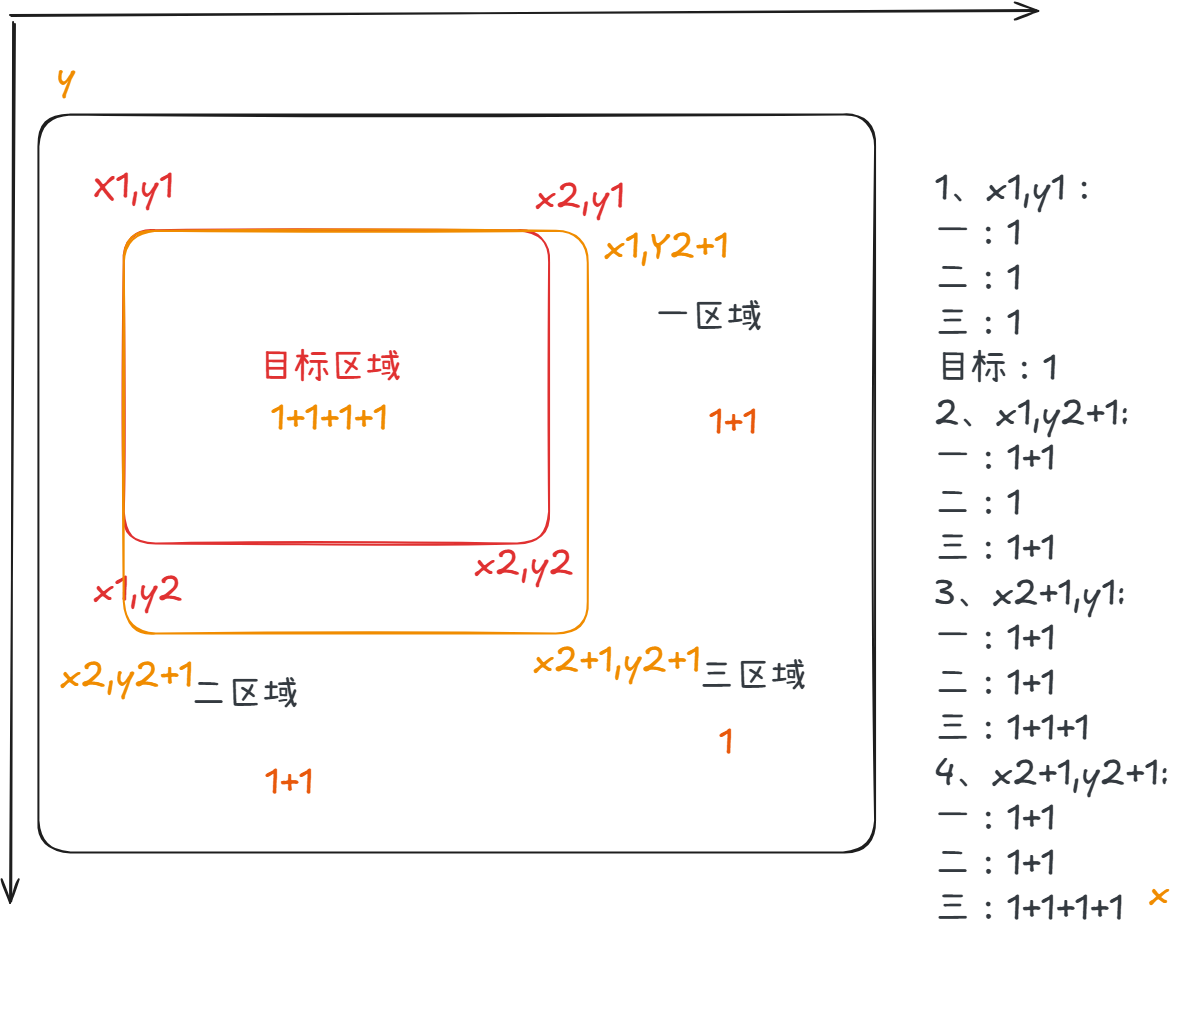 y
x1,y1
x2,y1
x1,Y2+1
一区域
目标区域
1+1+1+1
1+1
x2,y2
x1,y2
x2,y2+1
二区域
x2+1,y2+1
三区域
1
1+1
1、x1,y1：
一：1
二：1
三：1
目标：1
2、x1,y2+1:
一：1+1
二：1
三：1+1
3、x2+1,y1:
一：1+1
二：1+1
三：1+1+1
4、x2+1,y2+1:
一：1+1
二：1+1
三：1+1+1+1
x